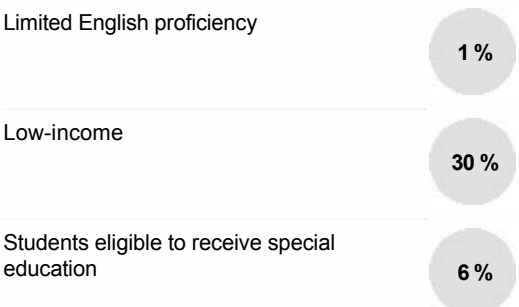 Limited English proficiency
1 %
Low-income
30 %
Students eligible to receive special
education
6 %